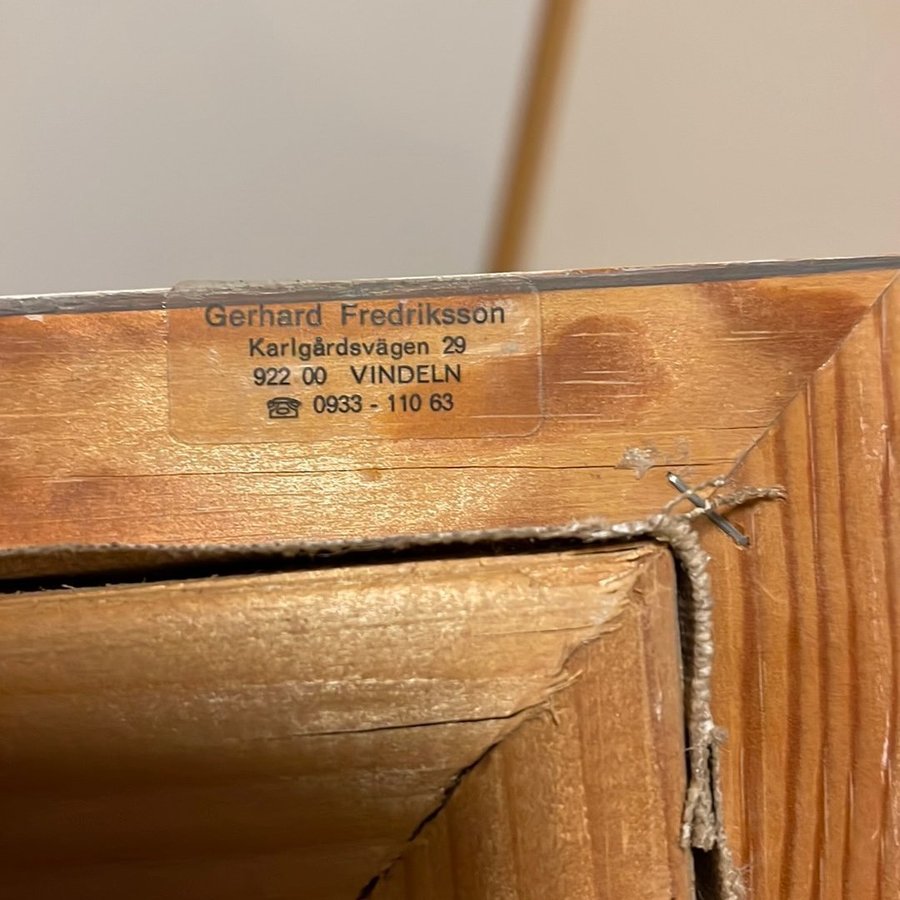 Gerhard Fredriksson
Karlgårdsvägen 29
922 00 VINDELN
☎ 0933 - 110 63